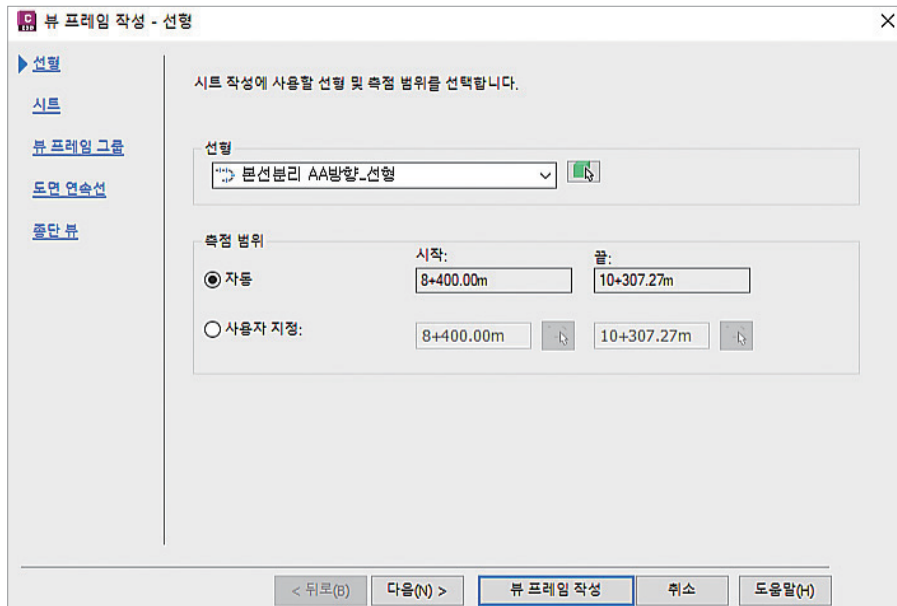 뷰 프레임 작성 - 선형
선형
시트
뷰 프레임 그룹
도면 연속선
종단 뷰
시트 작성에 사용할 선형 및 측점 범위를 선택합니다.
선형
본선분리 AA방향_선형
측점 범위
시작: 끝:
자동 8+400.00m 10+307.27m
사용자 지정: 8+400.00m 10+307.27m
< 뒤로(B) 다음(N) > 뷰 프레임 작성 취소 도움말(H)